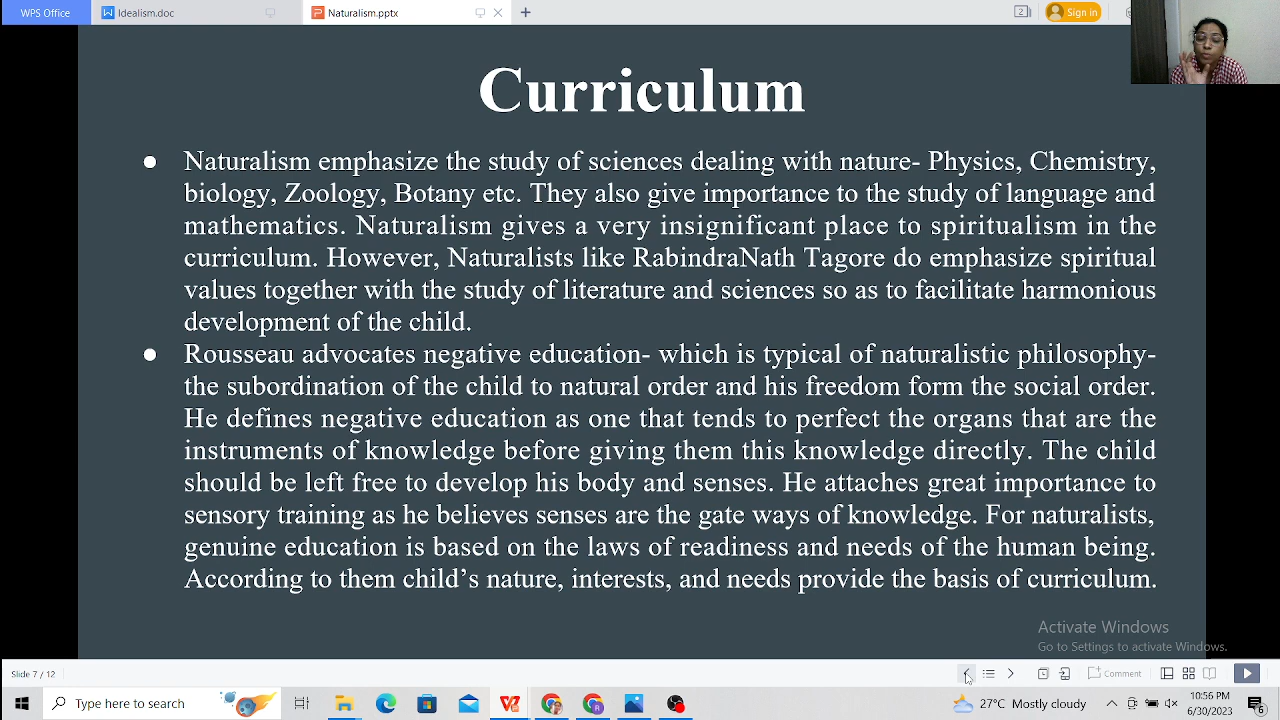 WPS Office
Idealism.doc
Naturalism.pptx
2
Sign in
Curriculum
Naturalism emphasize the study of sciences dealing with nature- Physics, Chemistry,
biology, Zoology, Botany etc. They also give importance to the study of language and
mathematics. Naturalism gives a very insignificant place to spiritualism in the
curriculum. However, Naturalists like RabindraNath Tagore do emphasize spiritual
values together with the study of literature and sciences so as to facilitate harmonious
development of the child.
Rousseau advocates negative education- which is typical of naturalistic philosophy-
the subordination of the child to natural order and his freedom form the social order.
He defines negative education as one that tends to perfect the organs that are the
instruments of knowledge before giving them this knowledge directly. The child
should be left free to develop his body and senses. He attaches great importance to
sensory training as he believes senses are the gate ways of knowledge. For naturalists,
genuine education is based on the laws of readiness and needs of the human being.
According to them child's nature, interests, and needs provide the basis of curriculum.
Activate Windows
Go to Settings to activate Windows.
Slide 7 / 12
Comment
Type here to search
27°C Mostly cloudy
10:56 PM
6/30/2023
6